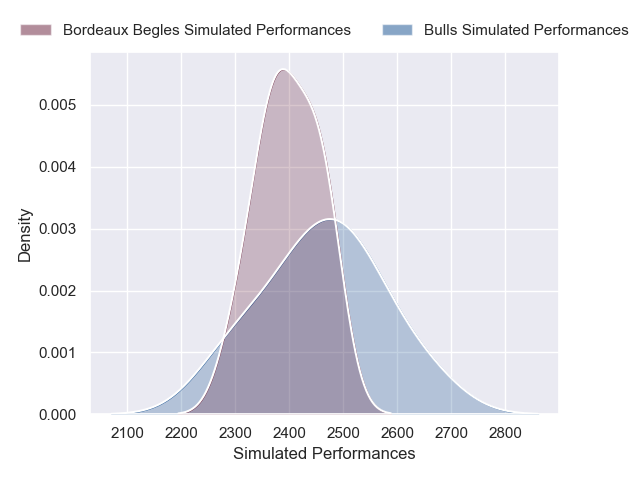 Bordeaux Begles Simulated Performances Bulls Simulated Performances
0.005
0.004
0.003
0.002
0.001
0.000
Density
2100 2200 2300 2400 2500 2600 2700 2800
Simulated Performances